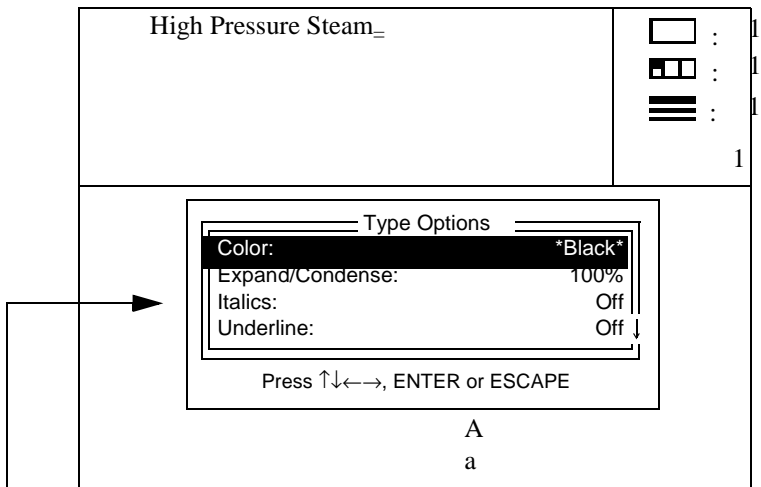 High Pressure Steam_
: 1
: 1
: 1
1
Type Options
Color: *Black*
Expand/Condense: 100%
Italics: Off
Underline: Off ↓
Press ↑↓←→, ENTER or ESCAPE
A
a